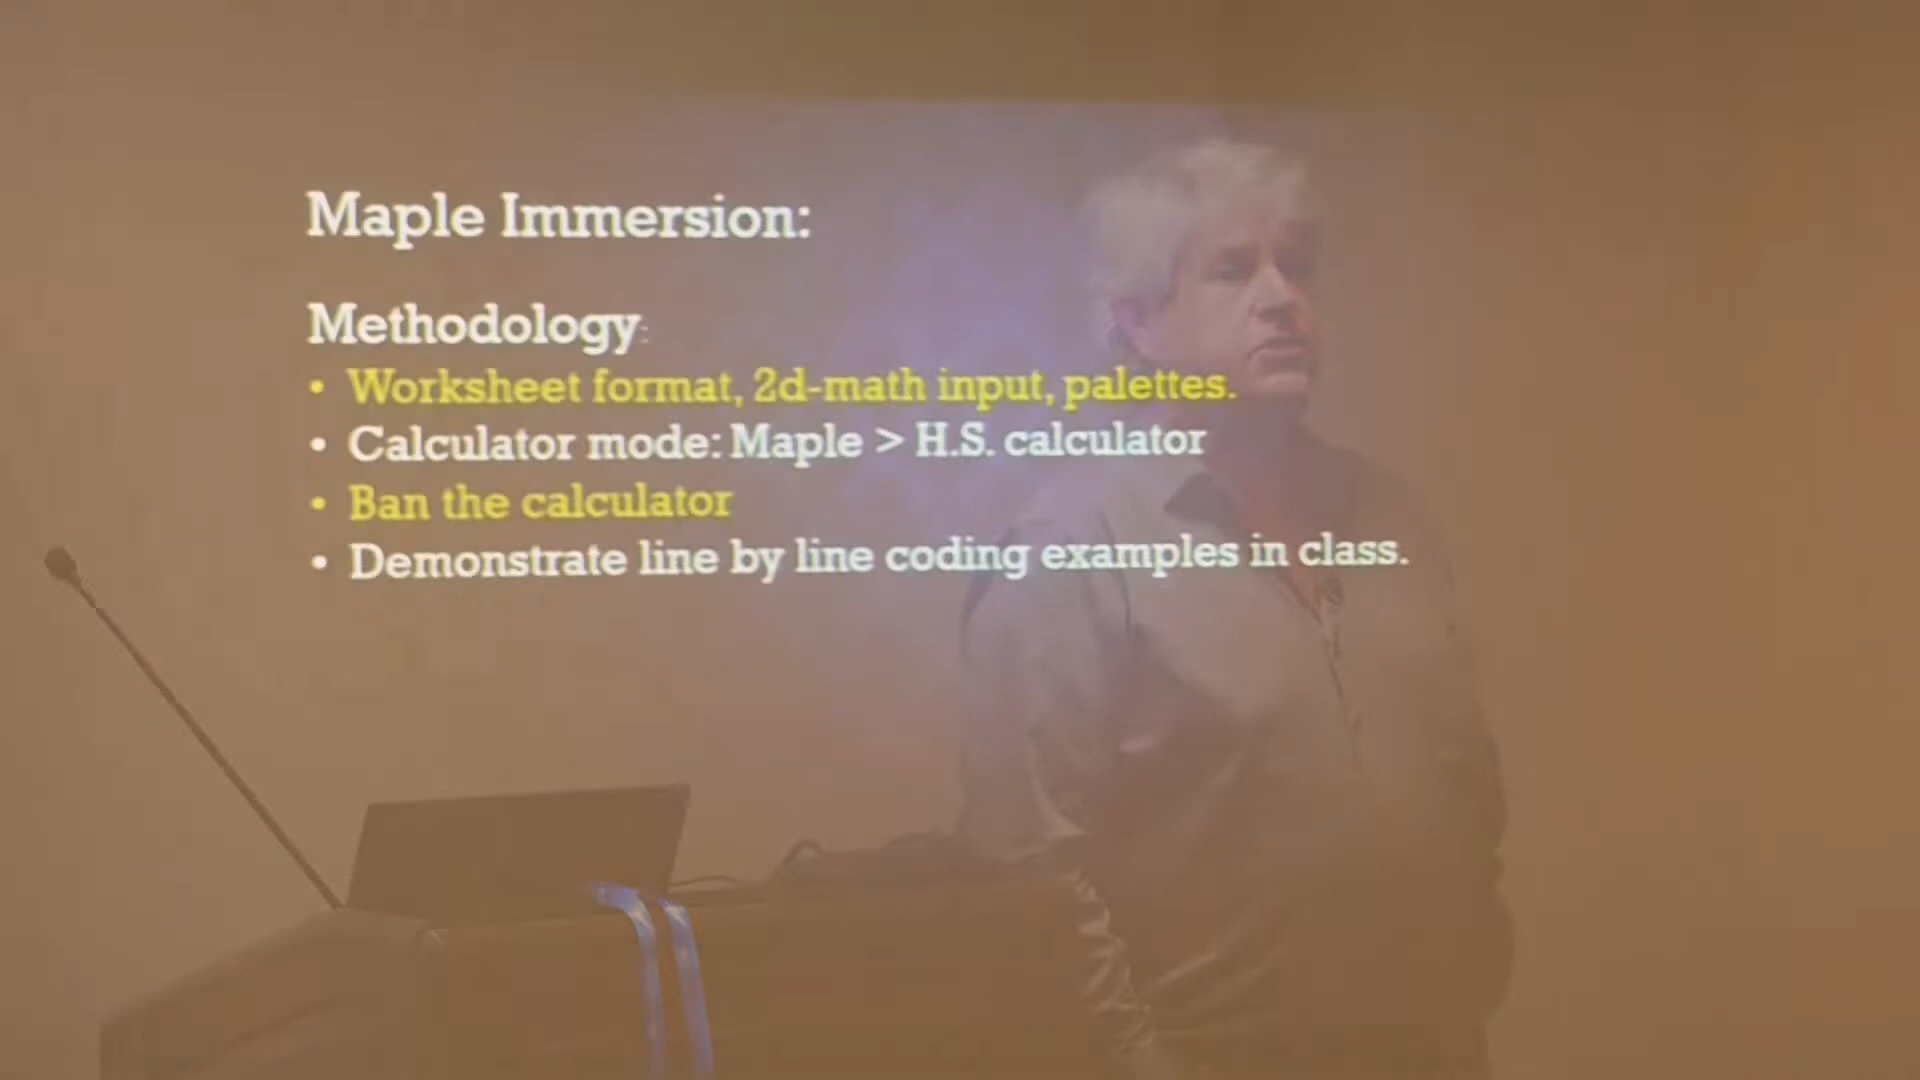 Maple Immersion:
Methodology:
• Worksheet format, 2d-math input, palettes.
• Calculator mode: Maple > H.S. calculator
• Ban the calculator
• Demonstrate line by line coding examples in class.